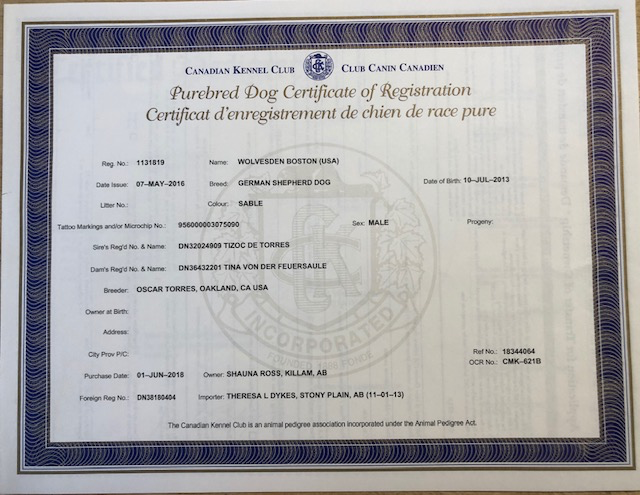 CANADIAN KENNEL CLUB CLUB CANIN CANADIEN
Purebred Dog Certificate of Registration
Certificat d'enregistrement de chien de race pure
Reg. No.: 1131819 Name: WOLVESDEN BOSTON (USA)
Date Issue: 07-MAY-2016 Breed: GERMAN SHEPHERD DOG Date of Birth: 10-JUL-2013
Litter No.: Colour: SABLE
Tattoo Markings and/or Microchip No.: 956000003075090 Sex: MALE Progeny:
Sire's Reg'd No. & Name: DN32024909 TIZOC DE TORRES
Dam's Reg'd No. & Name: DN36432201 TINA VON DER FEUERSAULE
Breeder: OSCAR TORRES, OAKLAND, CA USA
Owner at Birth:
INCORPORATED
Address:
City Prov P/C: Ref No.: 18344064
OCR No.: CMK-621B
Purchase Date: 01-JUN-2018 Owner: SHAUNA ROSS, KILLAM, AB
Foreign Reg No.: DN38180404 Importer: THERESA L DYKES, STONY PLAIN, AB (11-01-13)
The Canadian Kennel Club is an animal pedigree association incorporated under the Animal Pedigree Act.